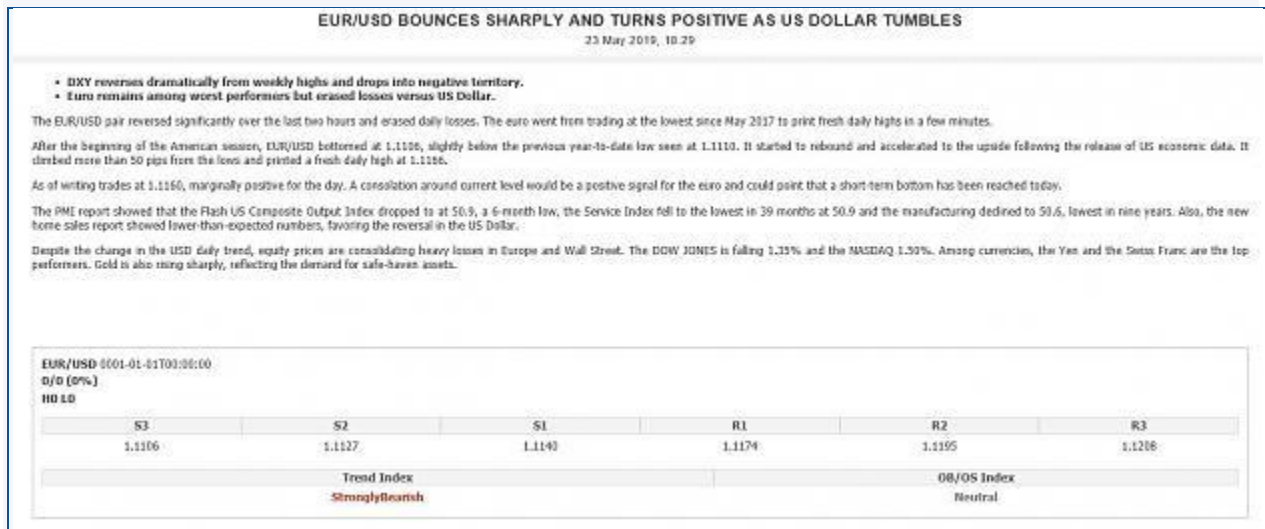 EUR/USD BOUNCES SHARPLY AND TURNS POSITIVE AS US DOLLAR TUMBLES
23 May 2019, 18.29
• DXY reverses dramatically from weekly highs and drops into negative territory.
• Euro remains among worst performers but erased losses versus US Dollar.
The EUR/USD pair reversed significantly over the last two hours and erased daily losses. The euro went from trading at the lowest since May 2017 to print fresh daily highs in a few minutes.
After the beginning of the American session, EUR/USD bottomed at 1.1106, slightly below the previous year-to-date low seen at 1.1110. It started to rebound and accelerated to the upside following the release of US economic data. It
climbed more than 50 pips from the lows and printed a fresh daily high at 1.1166.
As of writing trades at 1.1160, marginally positive for the day. A consolation around current level would be a positive signal for the euro and could point that a short-term bottom has been reached today.
The PMI report showed that the Flash US Composite Output Index dropped to at 50.9, a 6-month low, the Service Index fell to the lowest in 39 months at 50.9 and the manufacturing declined to 50.6, lowest in nine years. Also, the new
home sales report showed lower-than-expected numbers, favoring the reversal in the US Dollar.
Despite the change in the USD daily trend, equity prices are consolidating heavy losses in Europe and Wall Street. The DOW JONES is falling 1.35% and the NASDAQ 1.50%. Among currencies, the Yen and the Swiss Franc are the top
performers. Gold is also rising sharply, reflecting the demand for safe-haven assets.
EUR/USD 0001-01-01T00:00:00
0/0 (0%)
H0 L0
S3 S2 S1 R1 R2 R3
1.1106 1.1127 1.1140 1.1174 1.1195 1.1208
Trend Index OB/OS Index
StronglyBearish Neutral